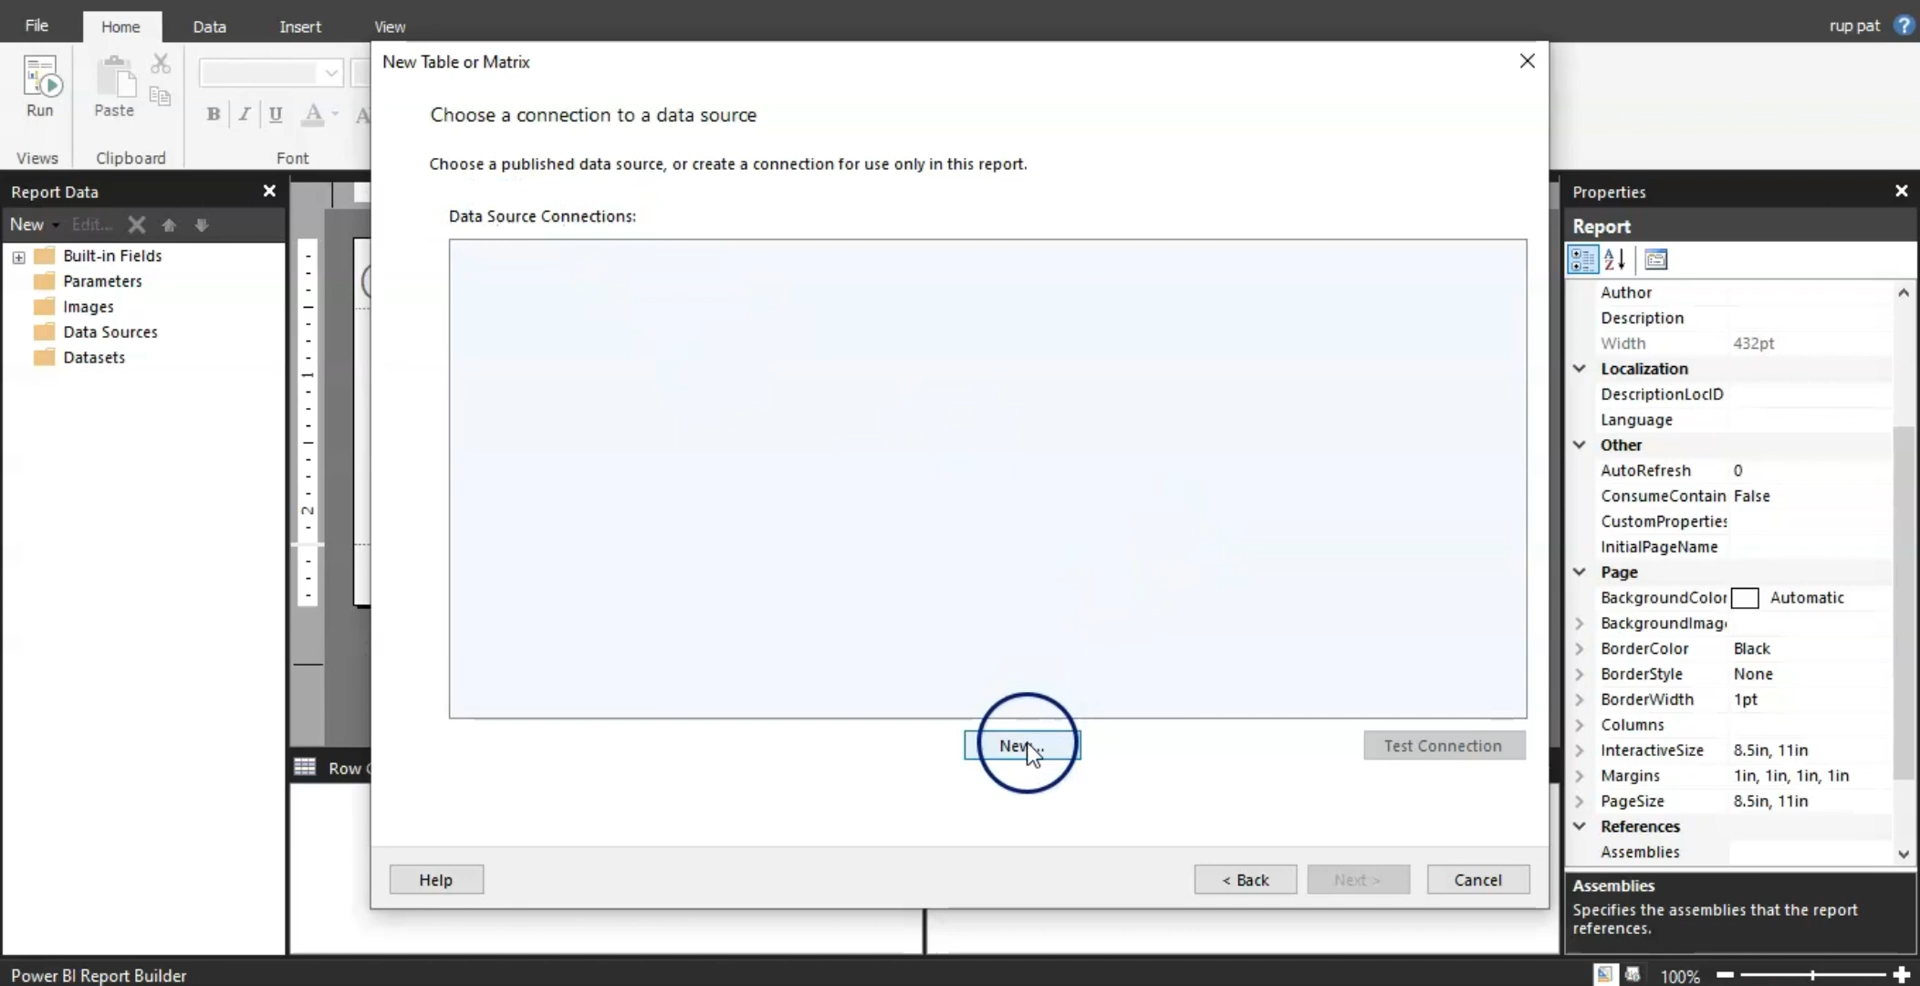 File Home Data Insert View
rup pat ?
Run
Paste
B I U A
Views Clipboard Font
Report Data
New Edit...
Built-in Fields
Parameters
Images
Data Sources
Datasets
1
2
Row
New Table or Matrix
Choose a connection to a data source
Choose a published data source, or create a connection for use only in this report.
Data Source Connections:
Test Connection
Help
< Back Next > Cancel
Properties
Report
Author
Description
Width 432pt
Localization
DescriptionLocID
Language
Other
AutoRefresh 0
ConsumeContain False
CustomProperties
InitialPageName
Page
BackgroundColor Automatic
BackgroundImag
BorderColor Black
BorderStyle None
BorderWidth 1pt
Columns
InteractiveSize 8.5in, 11in
Margins 1in, 1in, 1in, 1in
PageSize 8.5in, 11in
References
Assemblies
Assemblies
Specifies the assemblies that the report
references.
Power BI Report Builder
100%